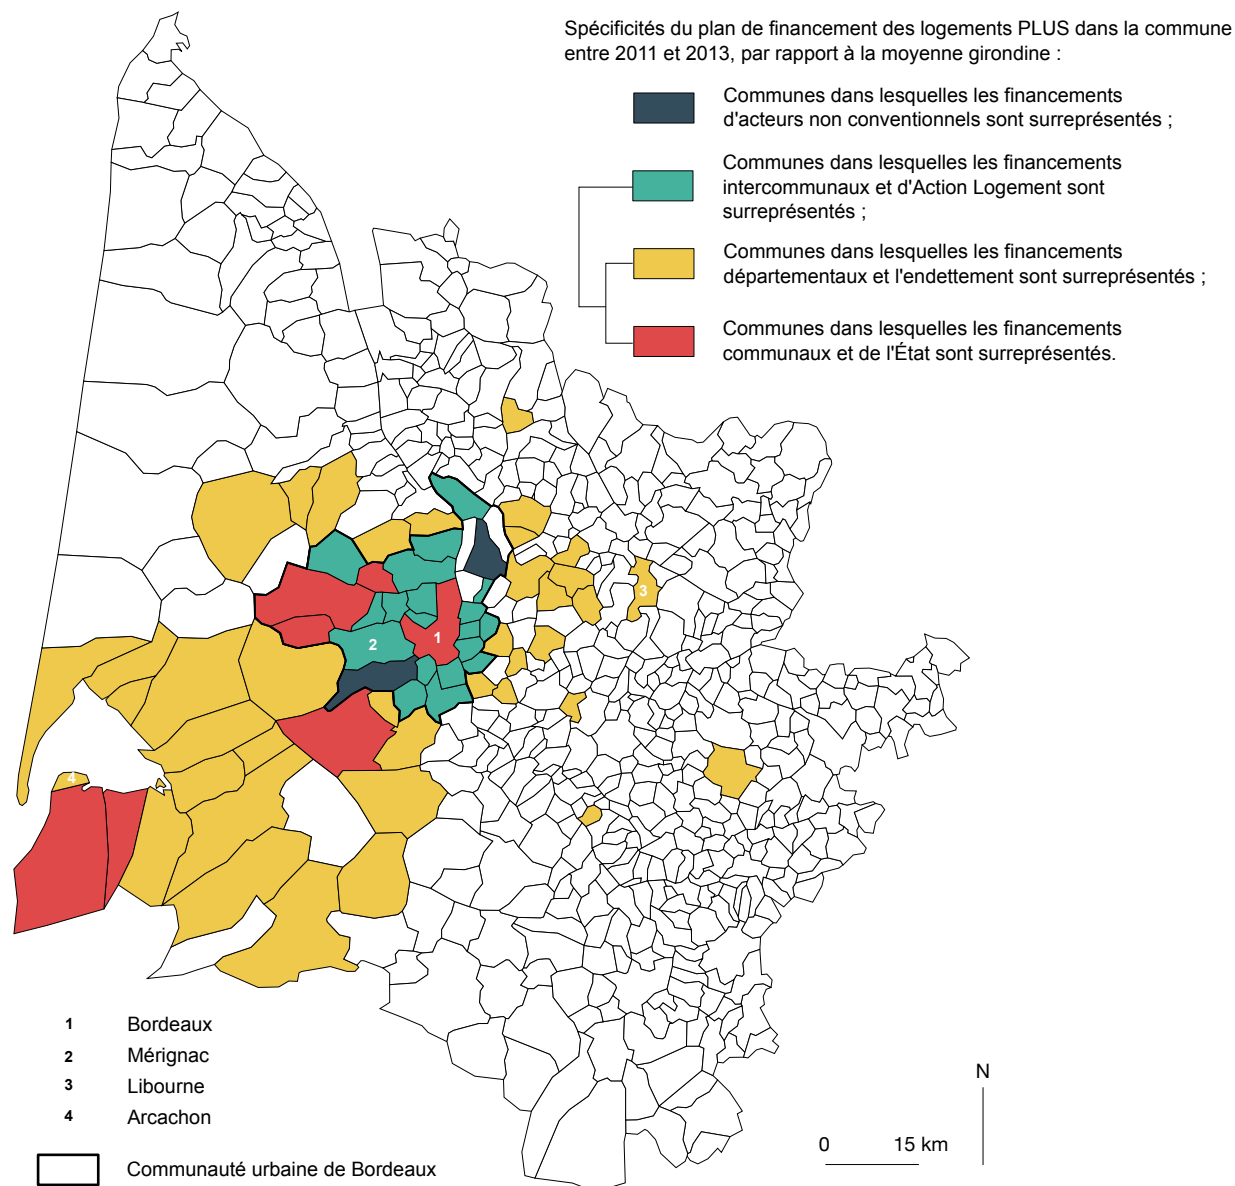 Spécificités du plan de financement des logements PLUS dans la commune
entre 2011 et 2013, par rapport à la moyenne girondine :
Communes dans lesquelles les financements
d'acteurs non conventionnels sont surreprésentés ;
Communes dans lesquelles les financements
intercommunaux et d'Action Logement sont
surreprésentés ;
Communes dans lesquelles les financements
départementaux et l'endettement sont surreprésentés ;
Communes dans lesquelles les financements
communaux et de l'État sont surreprésentés.
3
1
2
4
1 Bordeaux
2 Mérignac
3 Libourne
4 Arcachon
Communauté urbaine de Bordeaux
N
0 15 km